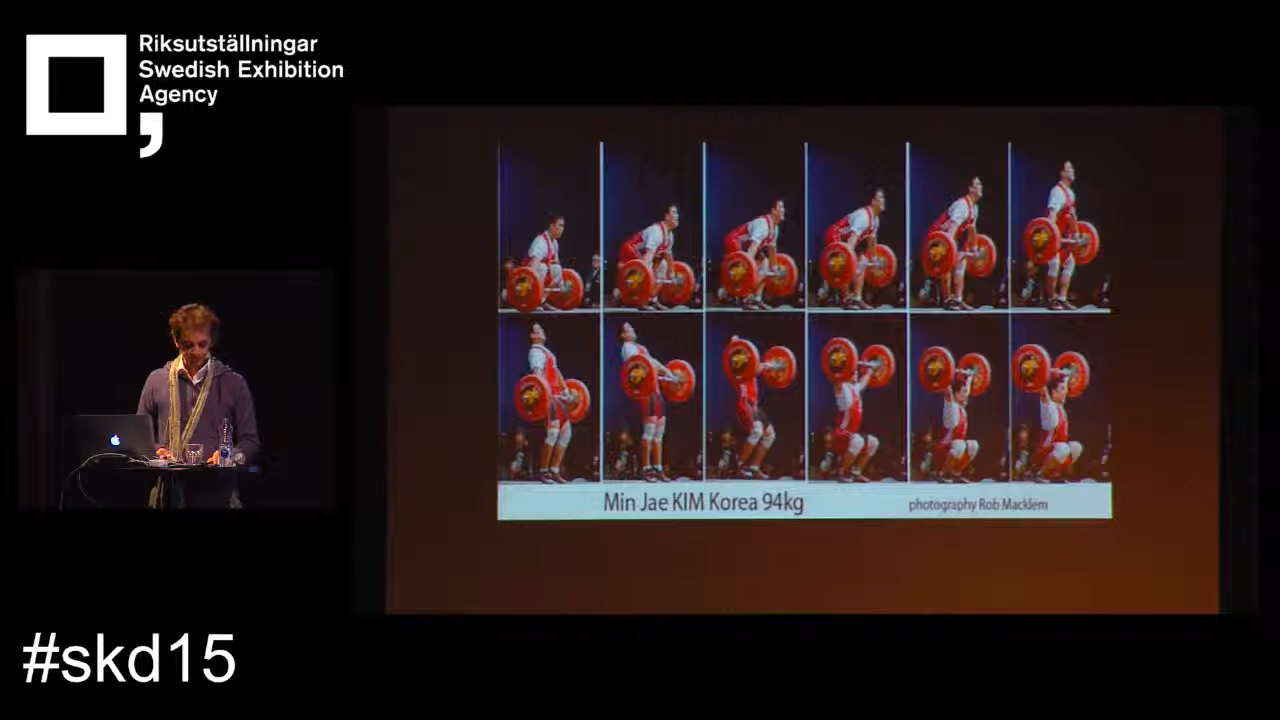 Riksutställningar
Swedish Exhibition
Agency
Min Jae KIM Korea 94kg
photography Rob Macklem
#skd15